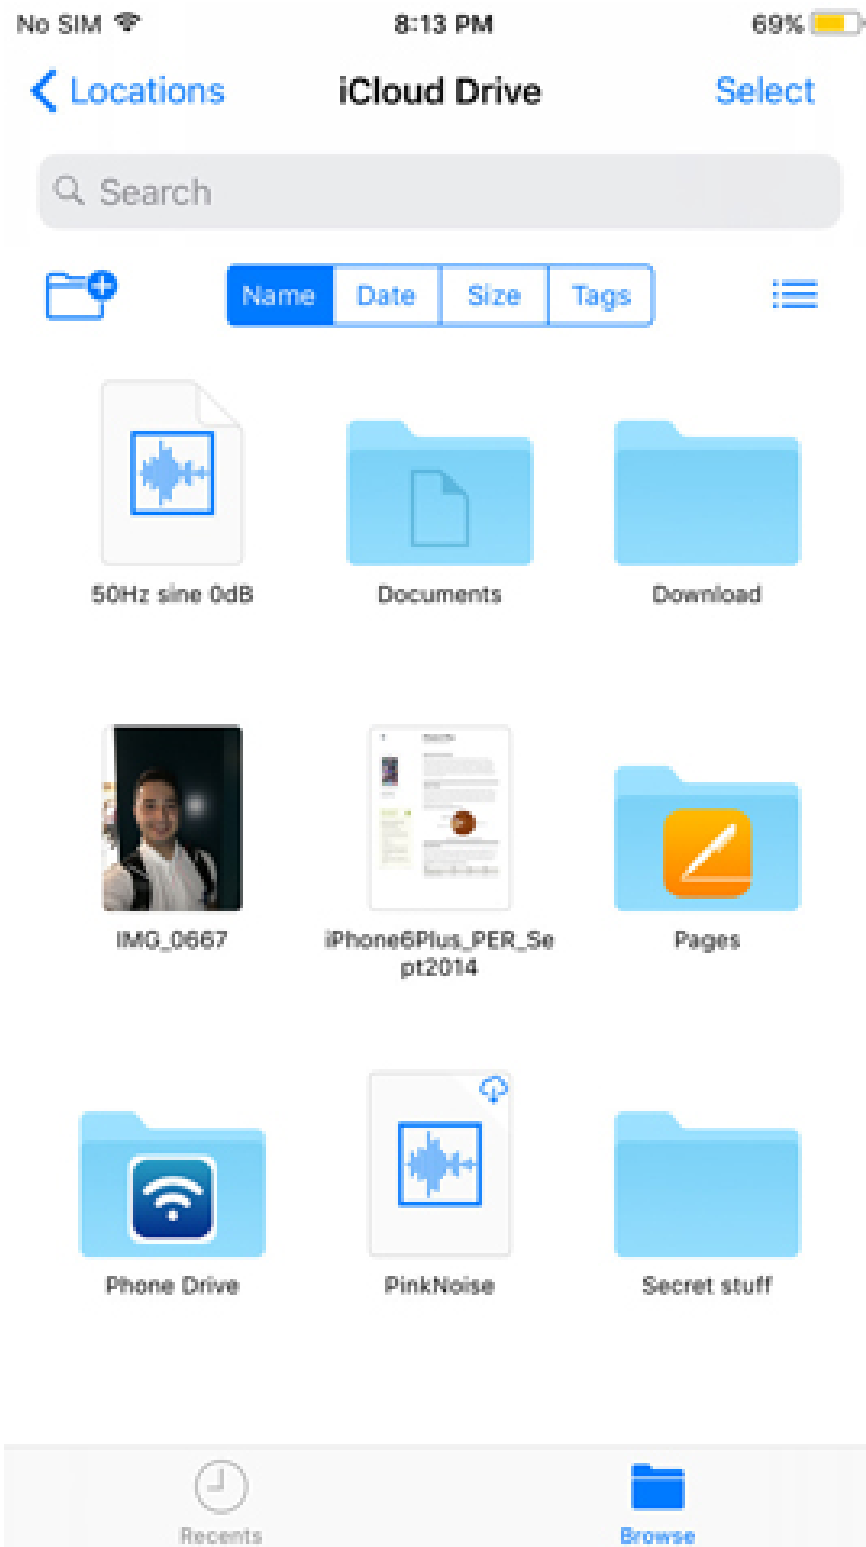 No SIM 8:13 PM 69%
Locations iCloud Drive Select
Search
Name Date Size Tags
50Hz sine 0dB Documents Download
IMG_0667 iPhone6Plus_PER_Se Pages
pt2014
Phone Drive PinkNoise Secret stuff
Recents Browse